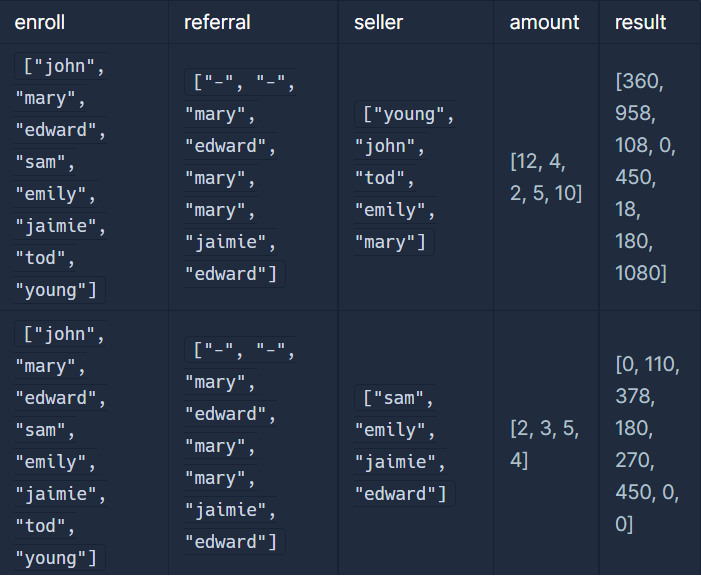 enroll referral seller amount result
["john",
"mary",
"edward",
"sam",
"emily",
"jaimie",
"tod",
"young"]
["-", "-",
"mary",
"edward",
"mary",
"mary",
"jaimie",
"edward"]
["young",
"john",
"tod",
"emily",
"mary"]
[12, 4,
2, 5, 10]
[360,
958,
108, 0,
450,
18,
180,
1080]
["john",
"mary",
"edward",
"sam",
"emily",
"jaimie",
"tod",
"young"]
["-", "-",
"mary",
"edward",
"mary",
"mary",
"jaimie",
"edward"]
["sam",
"emily",
"jaimie",
"edward"]
[2, 3, 5,
4]
[0, 110,
378,
180,
270,
450, 0,
0]